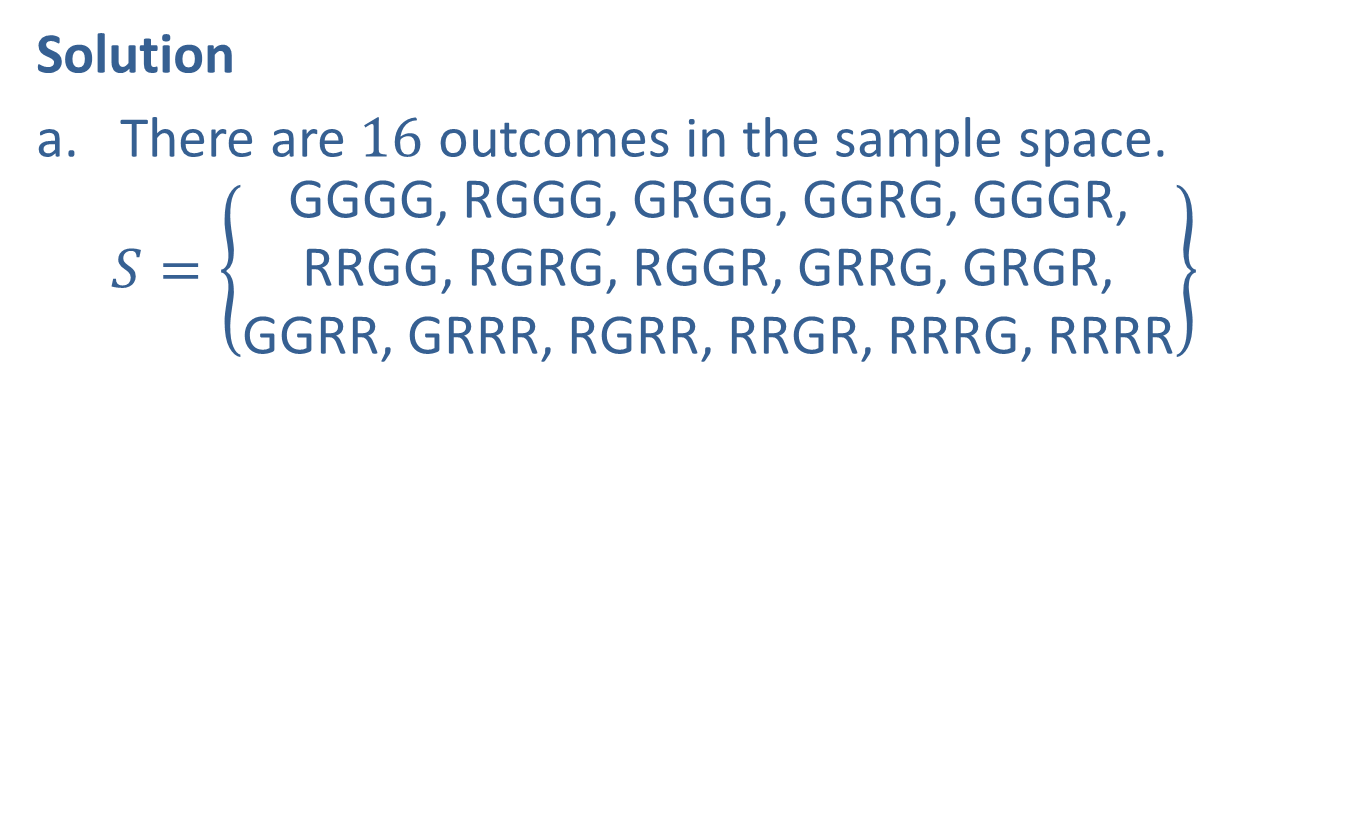 Solution
a. There are 16 outcomes in the sample space.
GGGG, RGGG, GRGG, GGRG, GGGR,
S = { RRGG, RGRG, RGGR, GRRG, GRGR, }
GGRR, GRRR, RGRR, RRGR, RRRG, RRRR